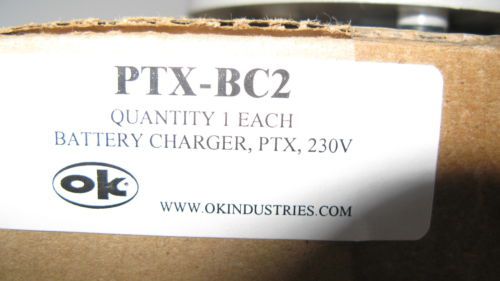 PTX-BC2
QUANTITY 1 EACH
BATTERY CHARGER, PTX, 230V
ok®
WWW.OKINDUSTRIES.COM